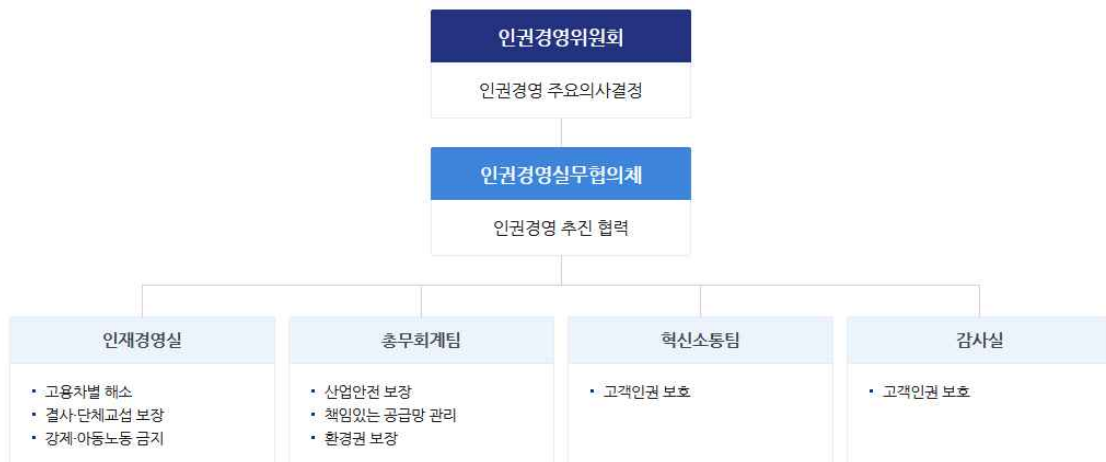 인권경영위원회
인권경영 주요의사결정
인권경영실무협의체
인권경영 추진 협력
인재경영실
고용차별 해소
결사·단체교섭 보장
강제·아동노동 금지
총무회계팀
산업안전 보장
책임있는 공급망 관리
환경권 보장
혁신소통팀
고객인권 보호
감사실
고객인권 보호